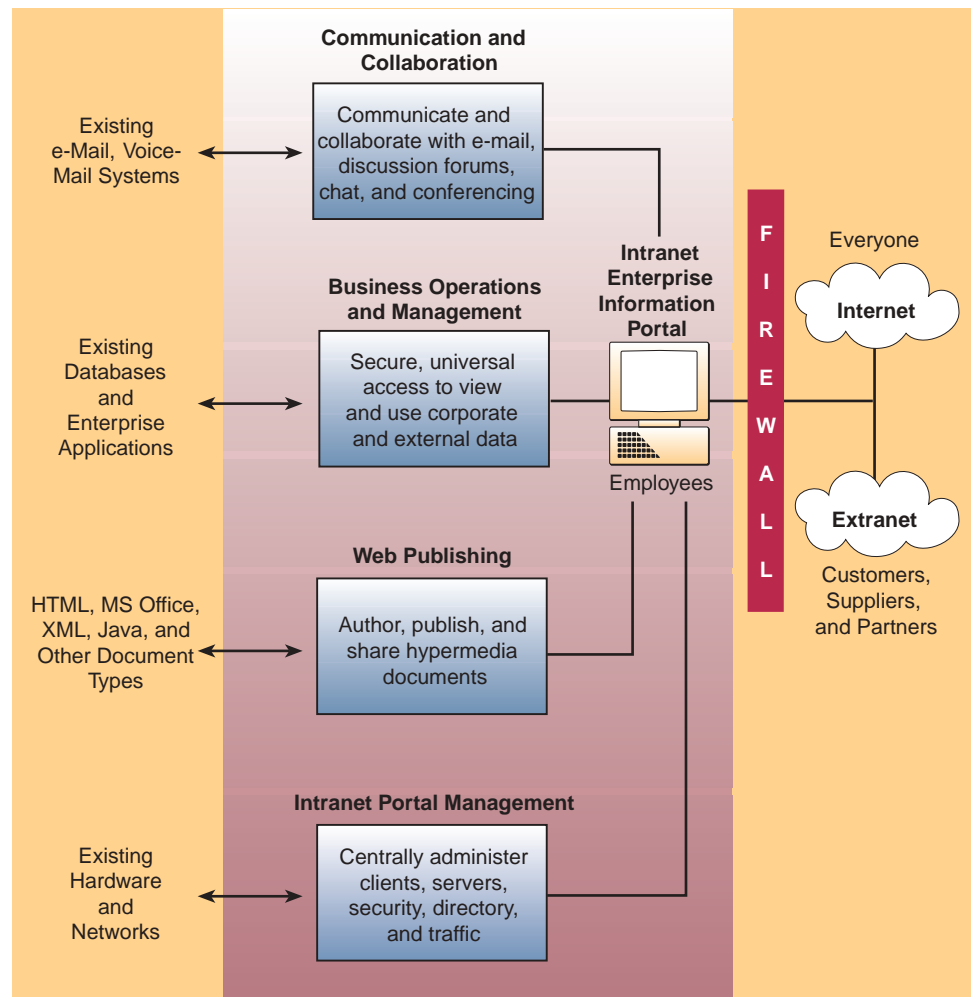 Communication and
Collaboration
Existing
e-Mail, Voice-
Mail Systems
Communicate and
collaborate with e-mail,
discussion forums,
chat, and conferencing
Business Operations
and Management
Existing
Databases
and
Enterprise
Applications
Secure, universal
access to view
and use corporate
and external data
Intranet
Enterprise
Information
Portal
Employees
FIREWALL
Everyone
Internet
Extranet
Customers,
Suppliers,
and Partners
Web Publishing
HTML, MS Office,
XML, Java, and
Other Document
Types
Author, publish, and
share hypermedia
documents
Intranet Portal Management
Existing
Hardware
and
Networks
Centrally administer
clients, servers,
security, directory,
and traffic